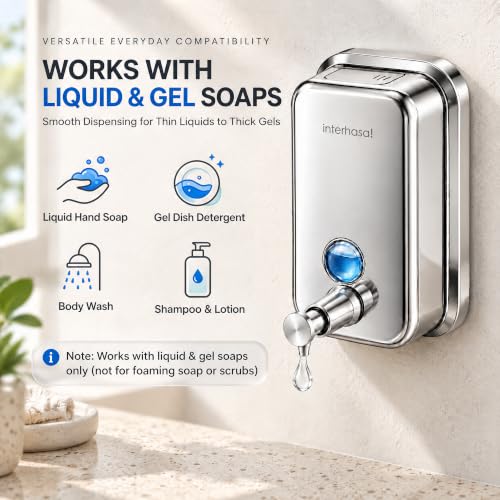 VERSATILE EVERYDAY COMPATIBILITY
WORKS WITH
LIQUID & GEL SOAPS
Smooth Dispensing for Thin Liquids to Thick Gels
interhasa!
Liquid Hand Soap
Gel Dish Detergent
Body Wash
Shampoo & Lotion
Note: Works with liquid & gel soaps
only (not for foaming soap or scrubs)